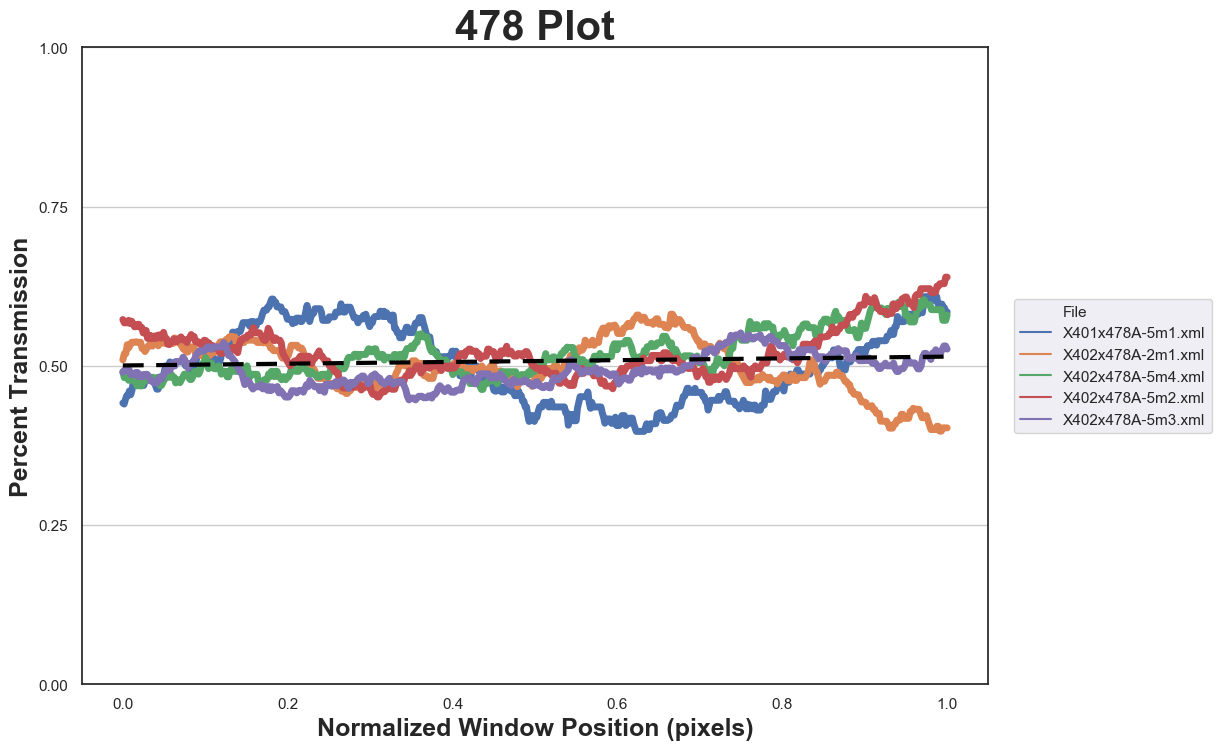 478 Plot
1.00
0.75
0.50
0.25
0.00
Percent Transmission
0.0 0.2 0.4 0.6 0.8 1.0
Normalized Window Position (pixels)
File
X401x478A-5m1.xml
X402x478A-2m1.xml
X402x478A-5m4.xml
X402x478A-5m2.xml
X402x478A-5m3.xml